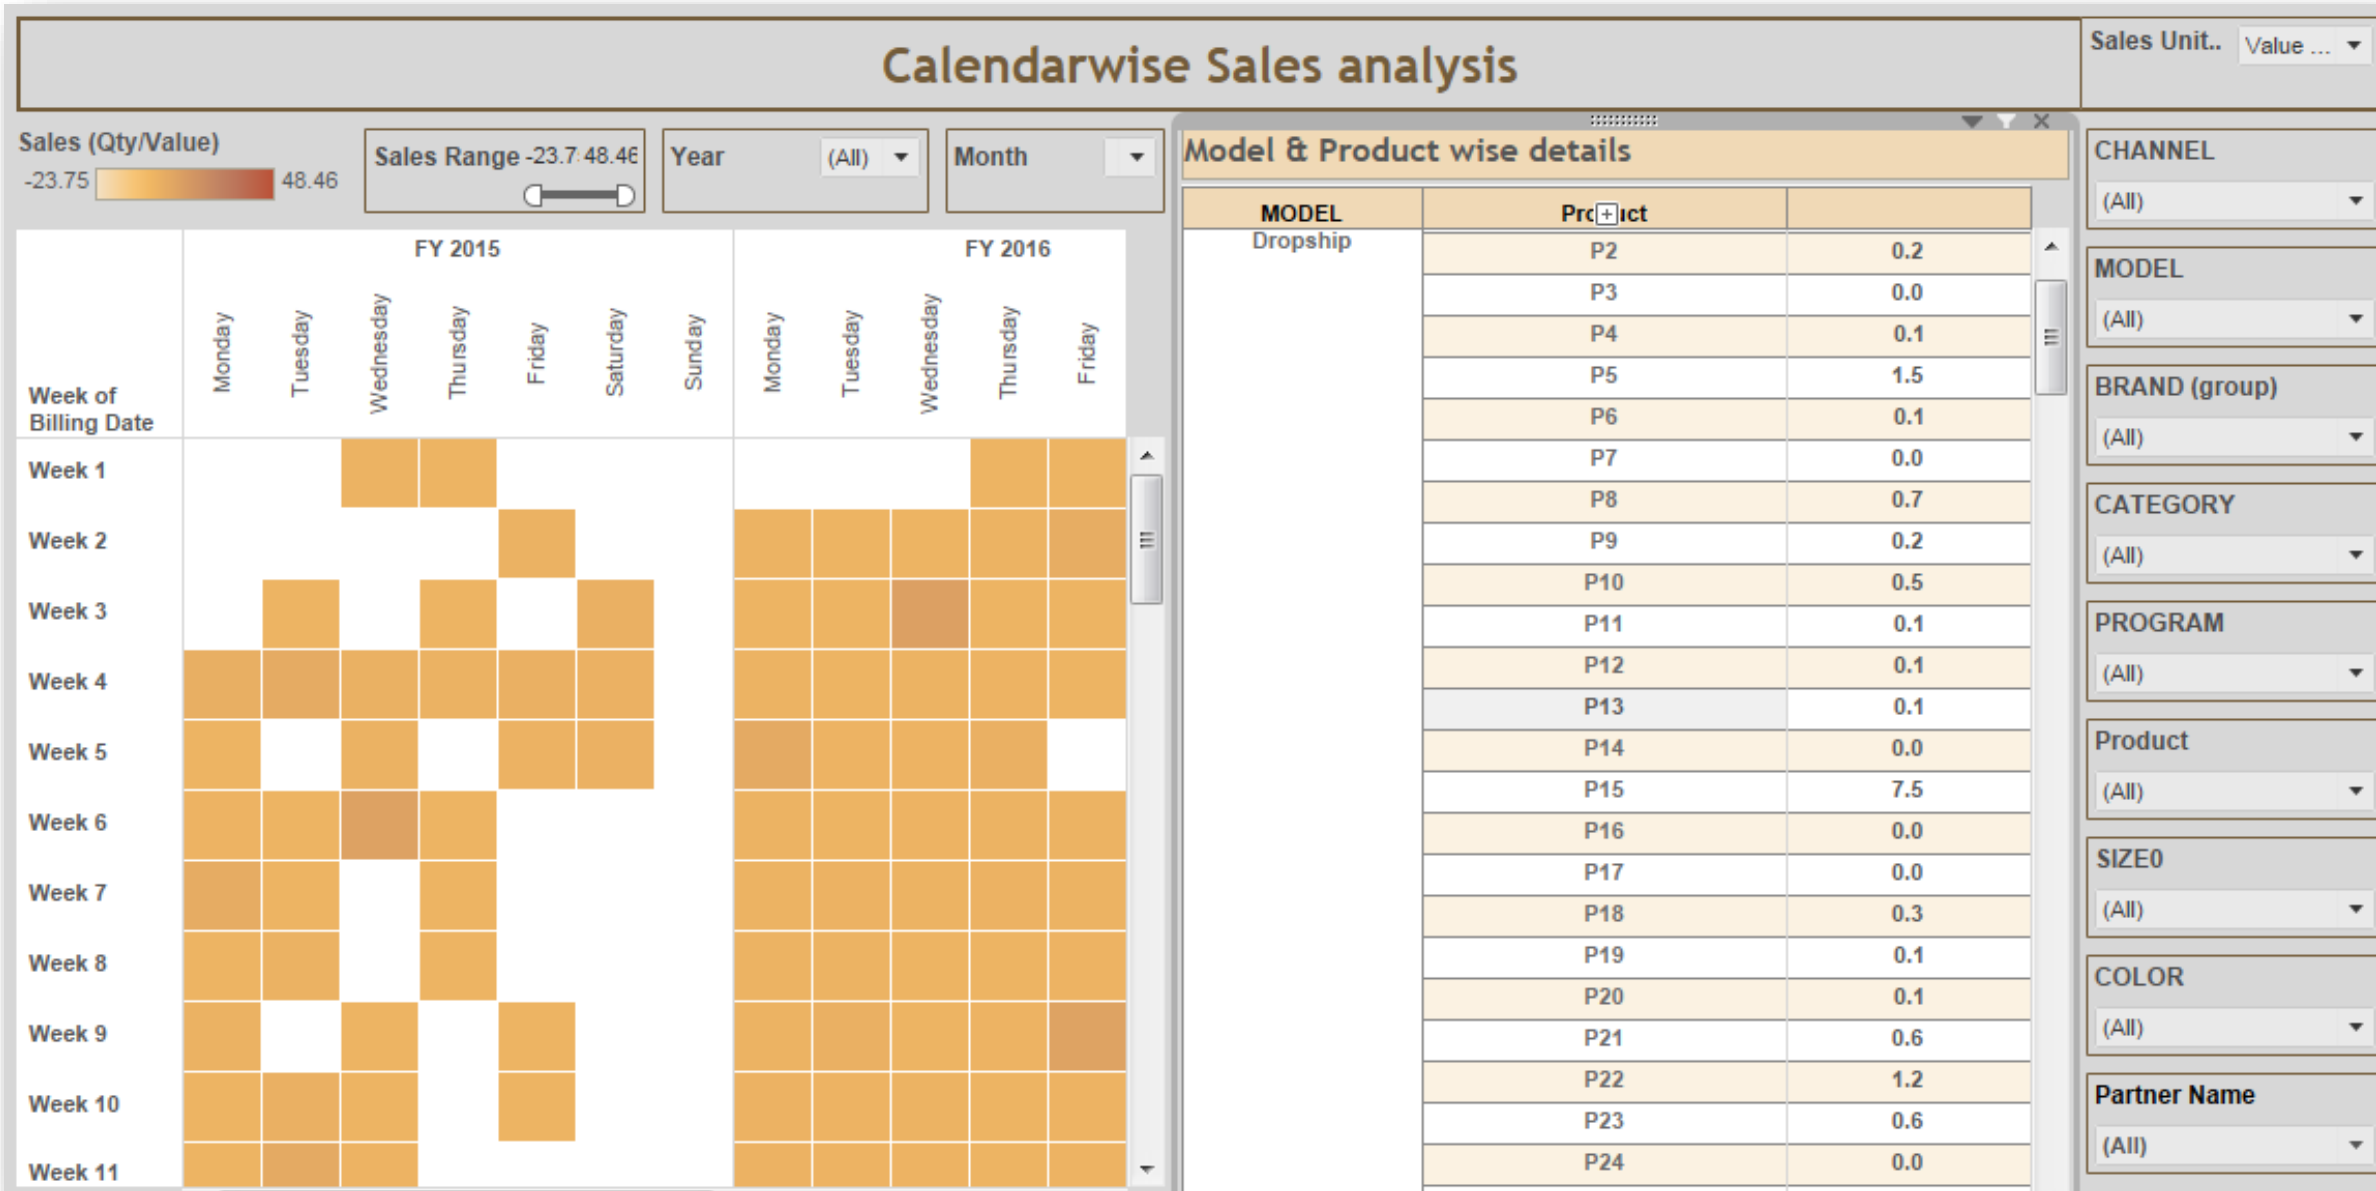 Calendarwise Sales analysis
Sales Unit..
Value ...
Sales (Qty/Value)
-23.75
48.46
Sales Range -23.7 48.46
Year
(All)
Month
FY 2015
FY 2016
Week of
Billing Date
Monday
Tuesday
Wednesday
Thursday
Friday
Saturday
Sunday
Monday
Tuesday
Wednesday
Thursday
Friday
Week 1
Week 2
Week 3
Week 4
Week 5
Week 6
Week 7
Week 8
Week 9
Week 10
Week 11
Model & Product wise details
MODEL
Dropship
P2 0.2
P3 0.0
P4 0.1
P5 1.5
P6 0.1
P7 0.0
P8 0.7
P9 0.2
P10 0.5
P11 0.1
P12 0.1
P13 0.1
P14 0.0
P15 7.5
P16 0.0
P17 0.0
P18 0.3
P19 0.1
P20 0.1
P21 0.6
P22 1.2
P23 0.6
P24 0.0
CHANNEL
(All)
MODEL
(All)
BRAND (group)
(All)
CATEGORY
(All)
PROGRAM
(All)
Product
(All)
SIZE0
(All)
COLOR
(All)
Partner Name
(All)